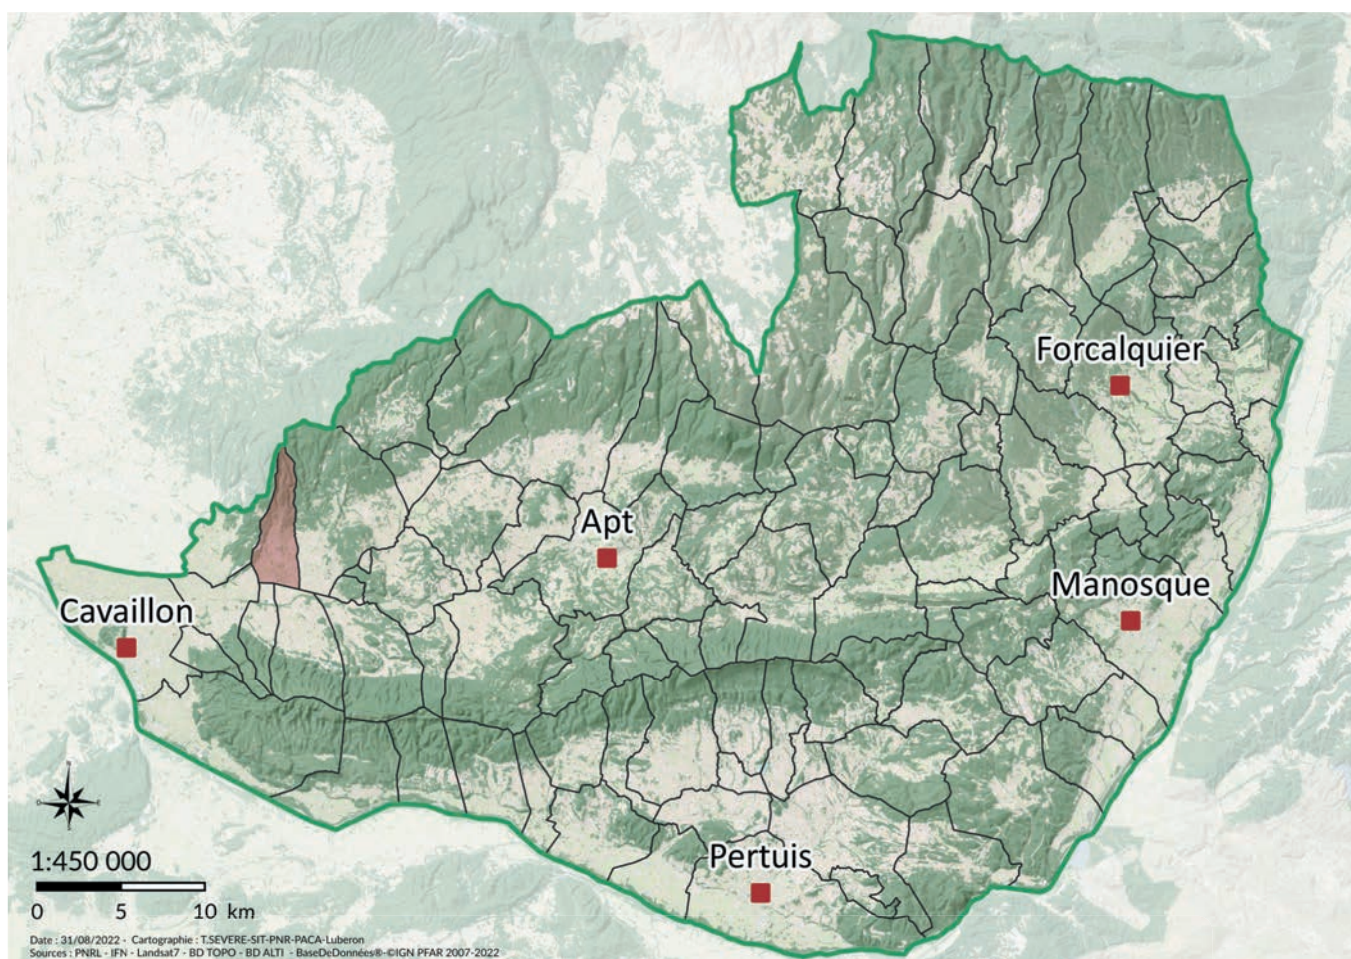 Forcalquier
Apt
Manosque
Cavaillon
Pertuis
1:450 000
0 5 10 km
Date : 31/08/2022 - Cartographie : T.SEVERE-SIT-PNR-PACA-Luberon
Sources : PNRL - IFN - Landsat7 - BD TOPO - BD ALTI - BaseDeDonnées®-©IGN PFAR 2007-2022